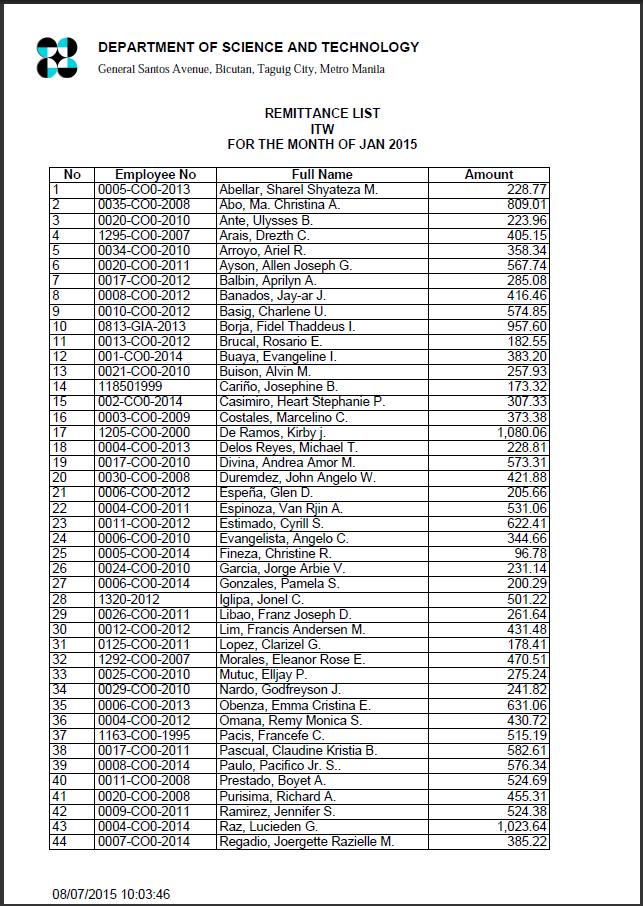 DEPARTMENT OF SCIENCE AND TECHNOLOGY
General Santos Avenue, Bicutan, Taguig City, Metro Manila
REMITTANCE LIST
ITW
FOR THE MONTH OF JAN 2015
No Employee No Full Name Amount
1 0005-CO0-2013 Abellar, Sharel Shyateza M. 228.77
2 0035-CO0-2008 Abo, Ma. Christina A. 809.01
3 0020-CO0-2010 Ante, Ulysses B. 223.96
4 1295-CO0-2007 Arais, Drezth C. 405.15
5 0034-CO0-2010 Arroyo, Ariel R. 358.34
6 0020-CO0-2011 Ayson, Allen Joseph G. 567.74
7 0017-CO0-2012 Balbin, Aprilyn A. 285.08
8 0008-CO0-2012 Banados, Jay-ar J. 416.46
9 0010-CO0-2012 Basig, Charlene U. 574.85
10 0813-GIA-2013 Borja, Fidel Thaddeus I. 957.60
11 0013-CO0-2012 Brucal, Rosario E. 182.55
12 001-CO0-2014 Buaya, Evangeline I. 383.20
13 0021-CO0-2010 Buison, Alvin M. 257.93
14 118501999 Cariño, Josephine B. 173.32
15 002-CO0-2014 Casimiro, Heart Stephanie P. 307.33
16 0003-CO0-2009 Costales, Marcelino C. 373.38
17 1205-CO0-2000 De Ramos, Kirby j. 1,080.06
18 0004-CO0-2013 Delos Reyes, Michael T. 228.81
19 0017-CO0-2010 Divina, Andrea Amor M. 573.31
20 0030-CO0-2008 Duremdez, John Angelo W. 421.88
21 0006-CO0-2012 Espeña, Glen D. 205.66
22 0004-CO0-2011 Espinoza, Van Rjin A. 531.06
23 0011-CO0-2012 Estimado, Cyrill S. 622.41
24 0006-CO0-2010 Evangelista, Angelo C. 344.66
25 0005-CO0-2014 Fineza, Christine R. 96.78
26 0024-CO0-2010 Garcia, Jorge Arbie V. 231.14
27 0006-CO0-2014 Gonzales, Pamela S. 200.29
28 1320-2012 Iglipa, Jonel C. 501.22
29 0026-CO0-2011 Libao, Franz Joseph D. 261.64
30 0012-CO0-2012 Lim, Francis Andersen M. 431.48
31 0125-CO0-2011 Lopez, Clarizel G. 178.41
32 1292-CO0-2007 Morales, Eleanor Rose E. 470.51
33 0025-CO0-2010 Mutuc, Elljay P. 275.24
34 0029-CO0-2010 Nardo, Godfreyson J. 241.82
35 0006-CO0-2013 Obenza, Emma Cristina E. 631.06
36 0004-CO0-2012 Omana, Remy Monica S. 430.72
37 1163-CO0-1995 Pacis, Francefe C. 515.19
38 0017-CO0-2011 Pascual, Claudine Kristia B. 582.61
39 0008-CO0-2014 Paulo, Pacifico Jr. S.. 576.34
40 0011-CO0-2008 Prestado, Boyet A. 524.69
41 0020-CO0-2008 Purisima, Richard A. 455.31
42 0009-CO0-2011 Ramirez, Jennifer S. 524.38
43 0004-CO0-2014 Raz, Lucieden G. 1,023.64
44 0007-CO0-2014 Regadio, Joergette Razielle M. 385.22
08/07/2015 10:03:46